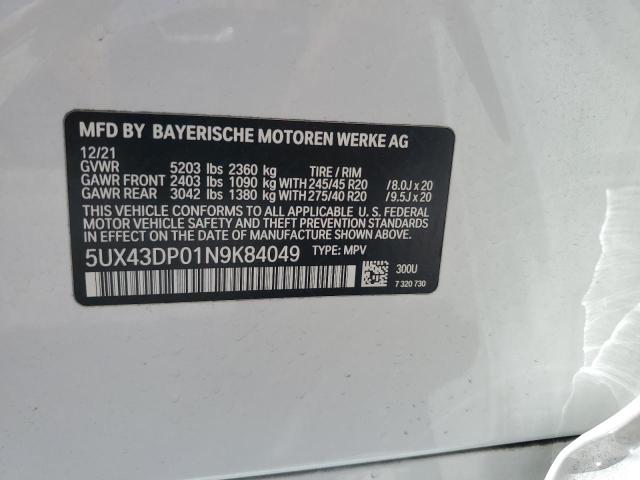 MFD BY BAYERISCHE MOTOREN WERKE AG
12/21
GVWR 5203 lbs 2360 kg TIRE / RIM
GAWR FRONT 2403 lbs 1090 kg WITH 245/45 R20 /8.0J x 20
GAWR REAR 3042 lbs 1380 kg WITH 275/40 R20 /9.5J x 20
THIS VEHICLE CONFORMS TO ALL APPLICABLE U. S. FEDERAL
MOTOR VEHICLE SAFETY AND THEFT PREVENTION STANDARDS
IN EFFECT ON THE DATE OF MANUFACTURE SHOWN ABOVE.
5UX43DP01N9K84049 TYPE: MPV
300U
7 320 730